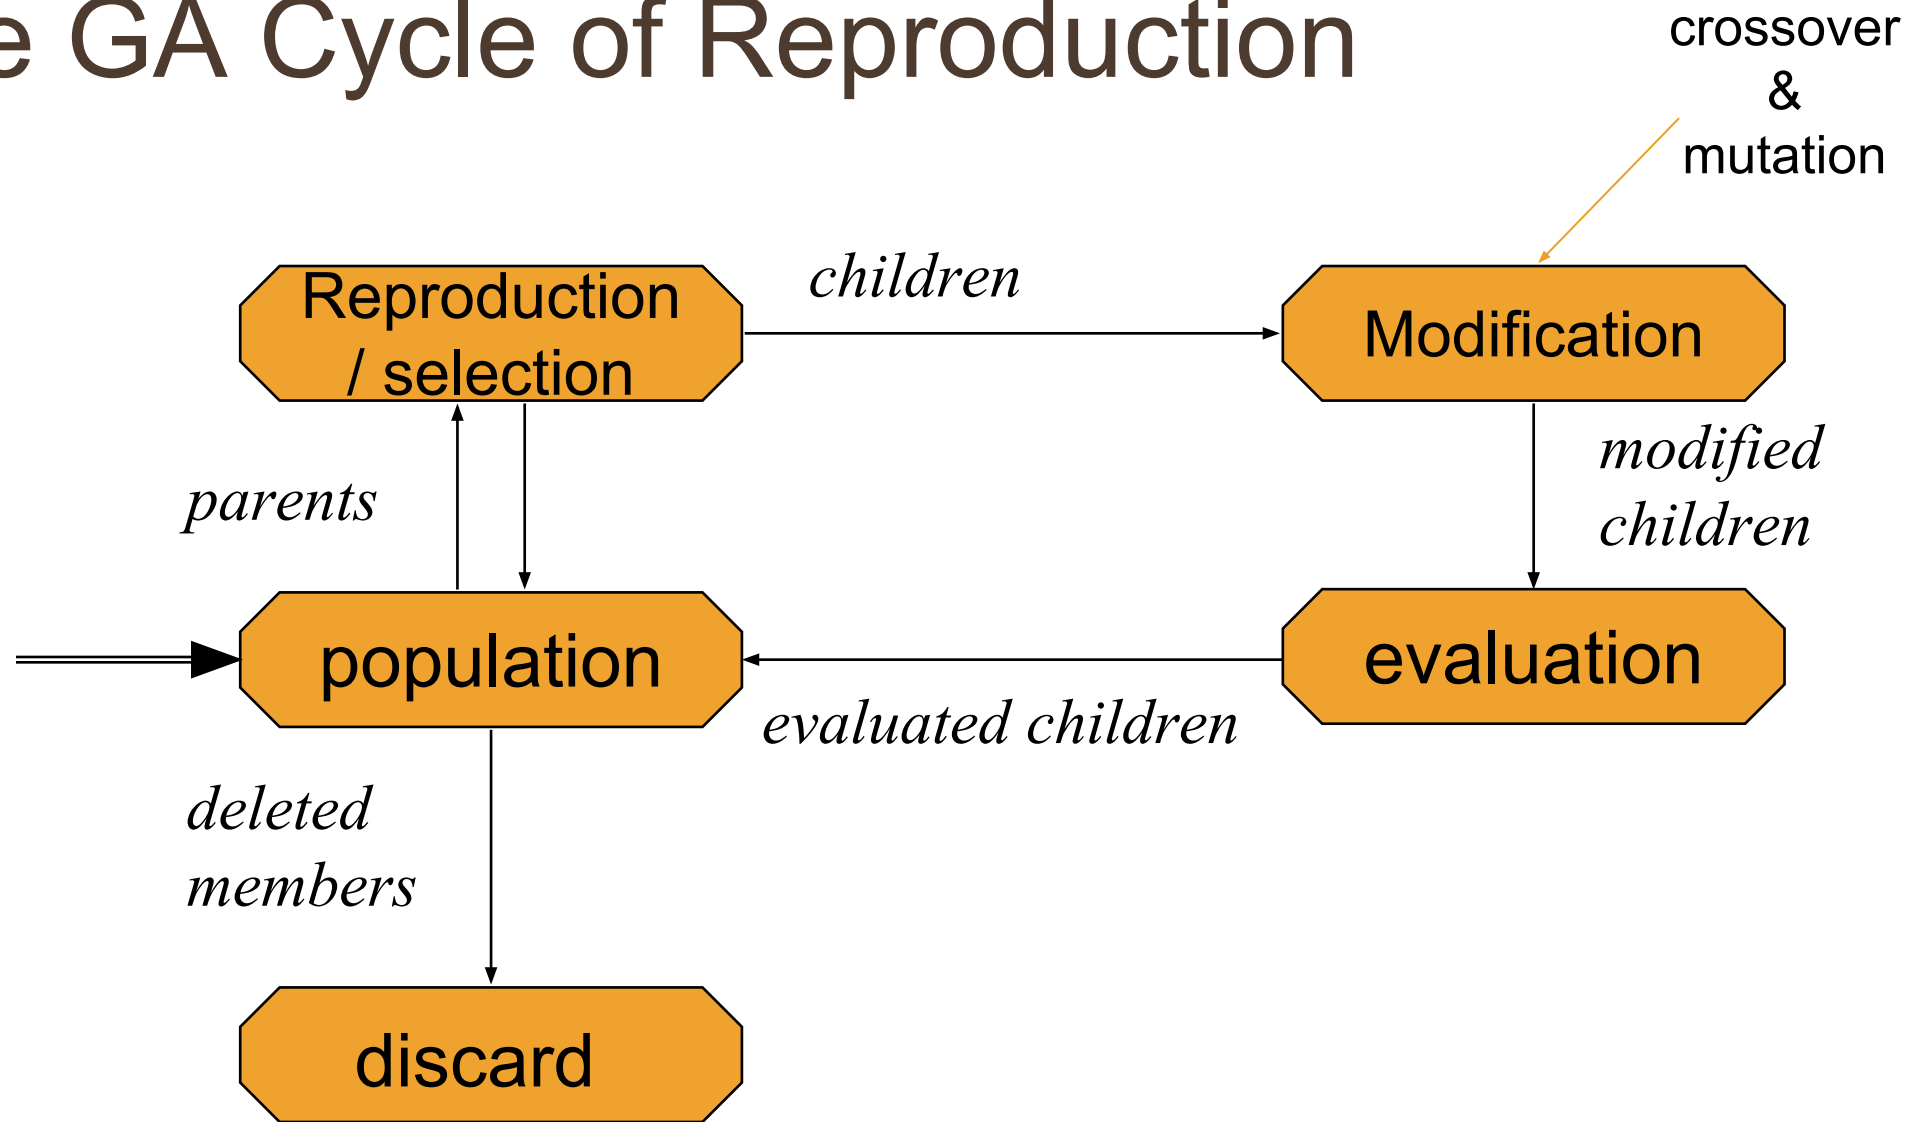 e GA Cycle of Reproduction
crossover
&
mutation
Reproduction
/ selection
children
Modification
parents
modified
children
population
evaluated children
evaluation
deleted
members
discard